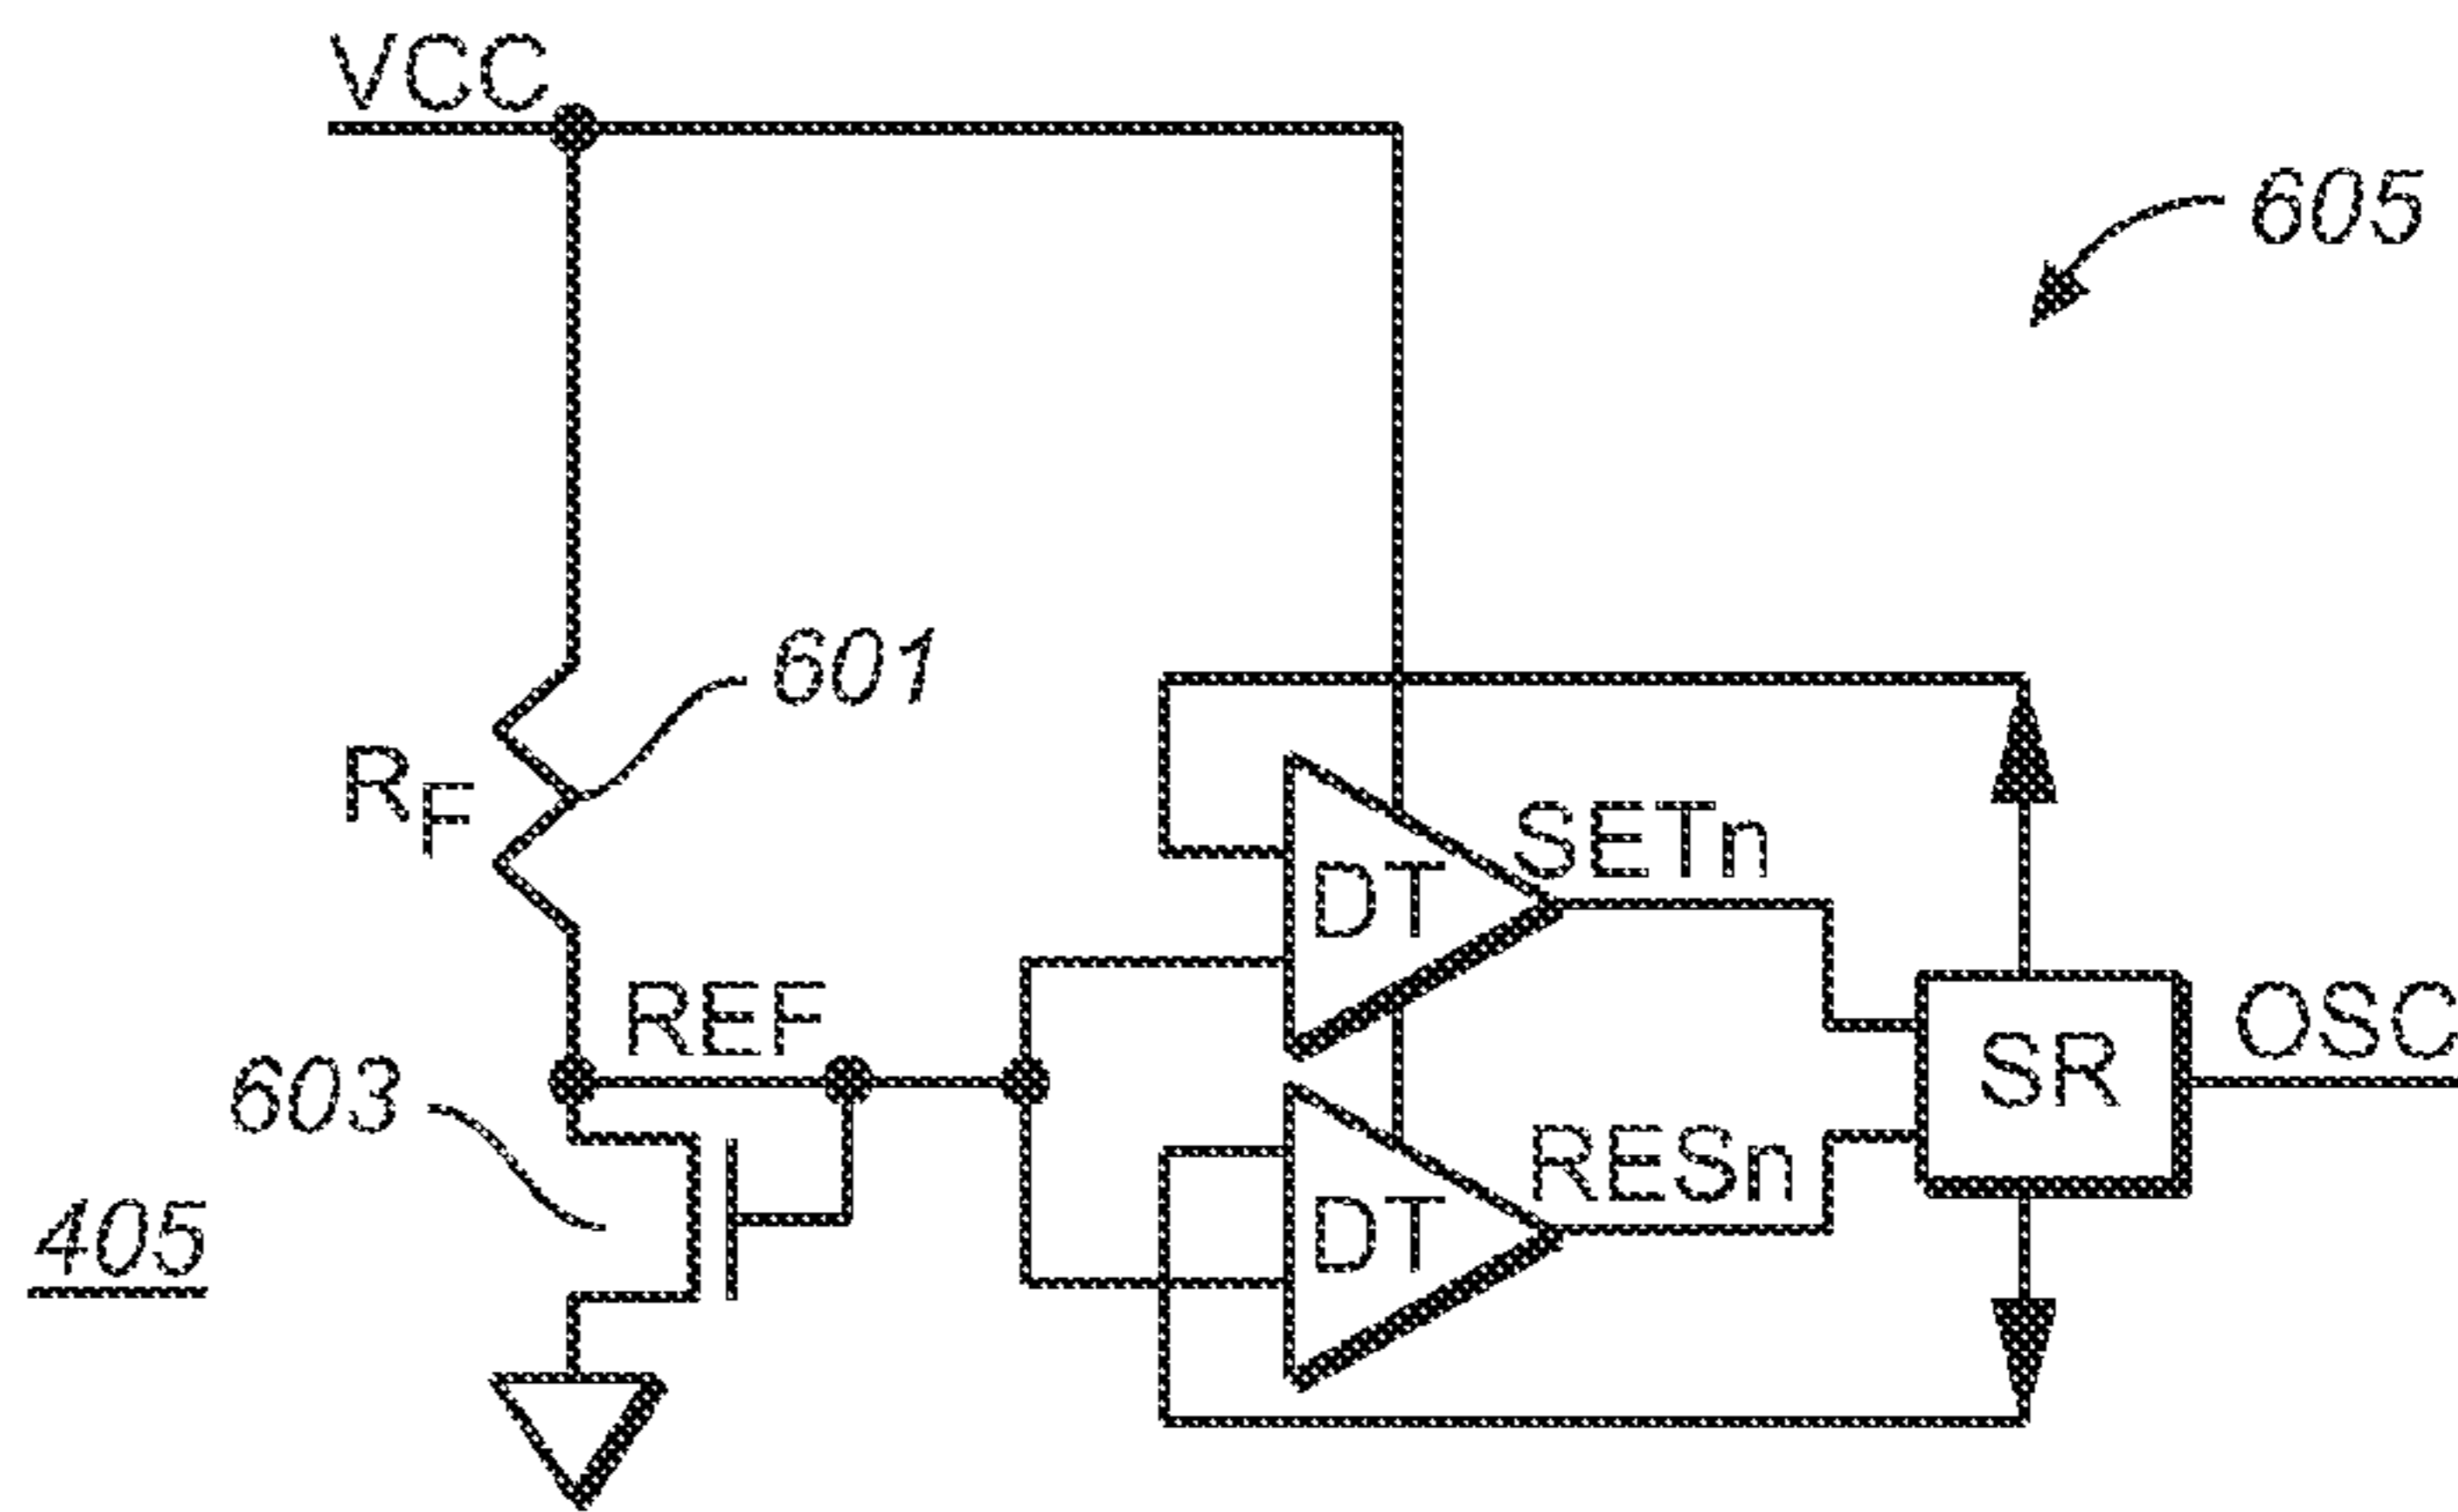 VCC
605
601
RF
SETn
DT
REF
OSC
603
SR
RESn
DT
405